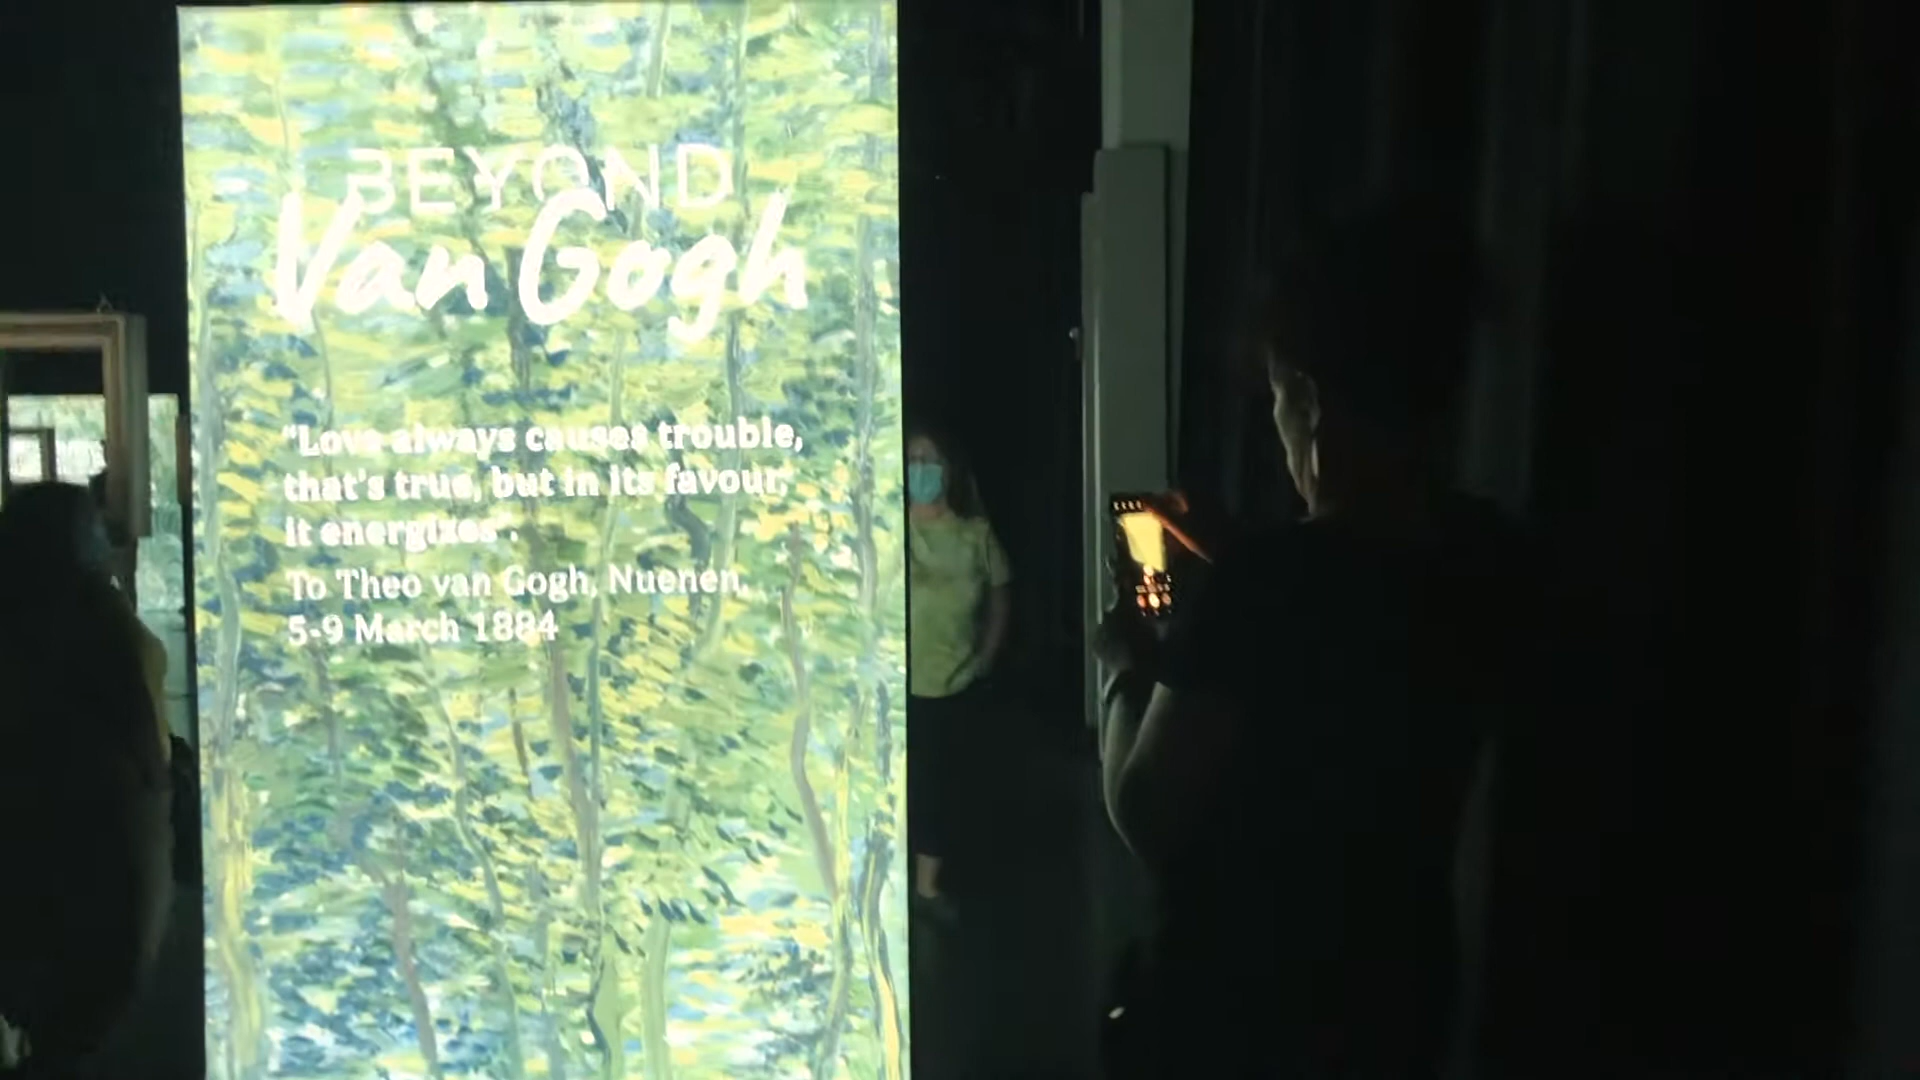 BEYOND
Van Gogh
"Love always causes trouble,
that's true, but in its favour,
it energizes".
To Theo van Gogh, Nuenen,
5-9 March 1884